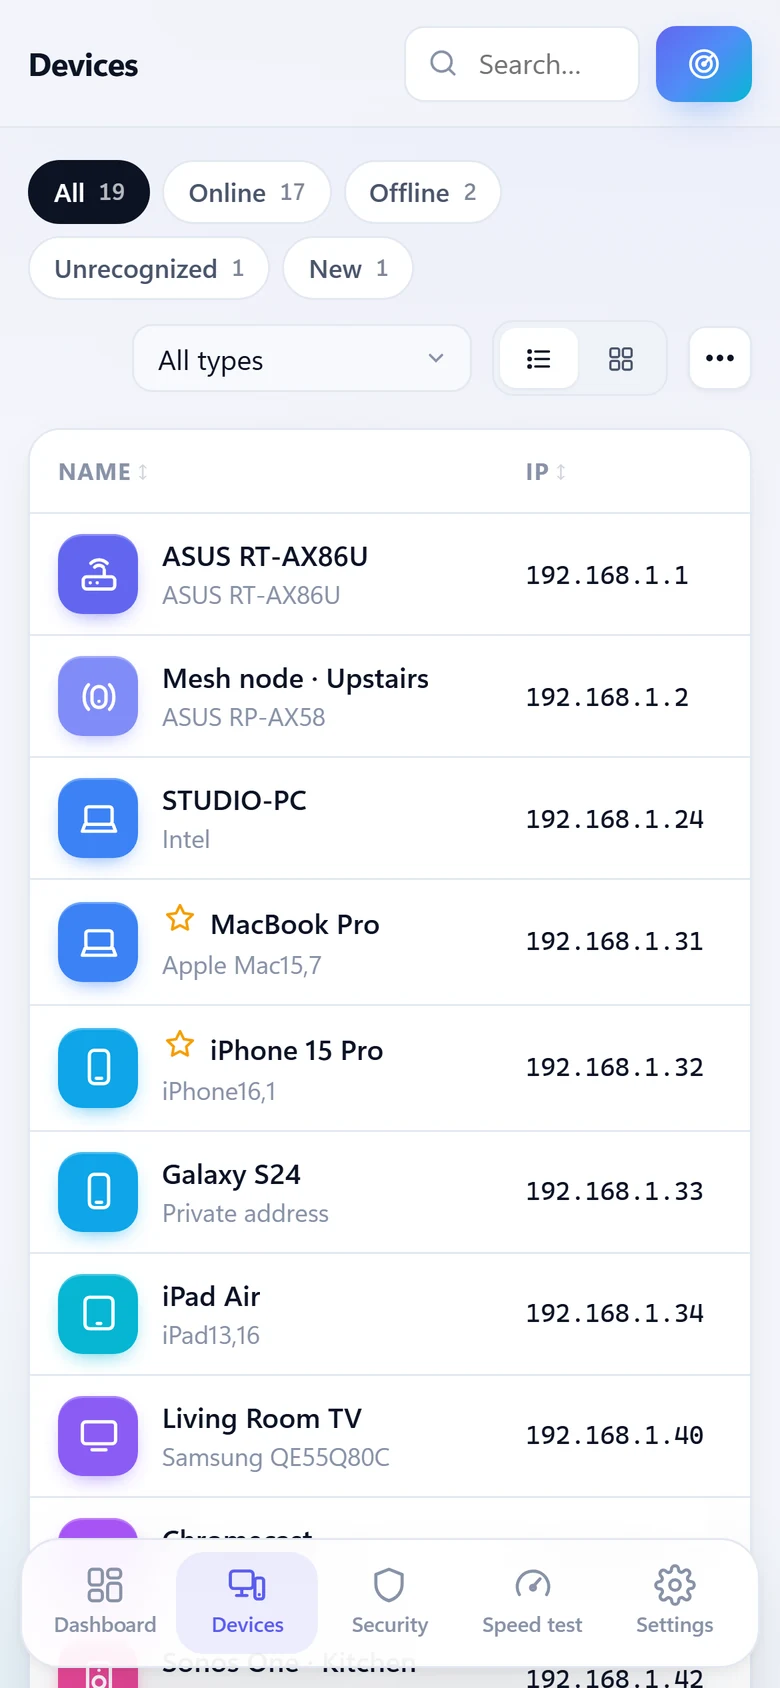 Devices
Search...
All 19
Online 17
Offline 2
Unrecognized 1
New 1
All types
NAME
IP
ASUS RT-AX86U
ASUS RT-AX86U
192.168.1.1
Mesh node · Upstairs
ASUS RP-AX58
192.168.1.2
STUDIO-PC
Intel
192.168.1.24
MacBook Pro
Apple Mac15,7
192.168.1.31
iPhone 15 Pro
iPhone16,1
192.168.1.32
Galaxy S24
Private address
192.168.1.33
iPad Air
iPad13,16
192.168.1.34
Living Room TV
Samsung QE55Q80C
192.168.1.40
Chromecast
Dashboard
Devices
Security
Speed test
Settings
Sonos One · Kitchen
192.168.1.42